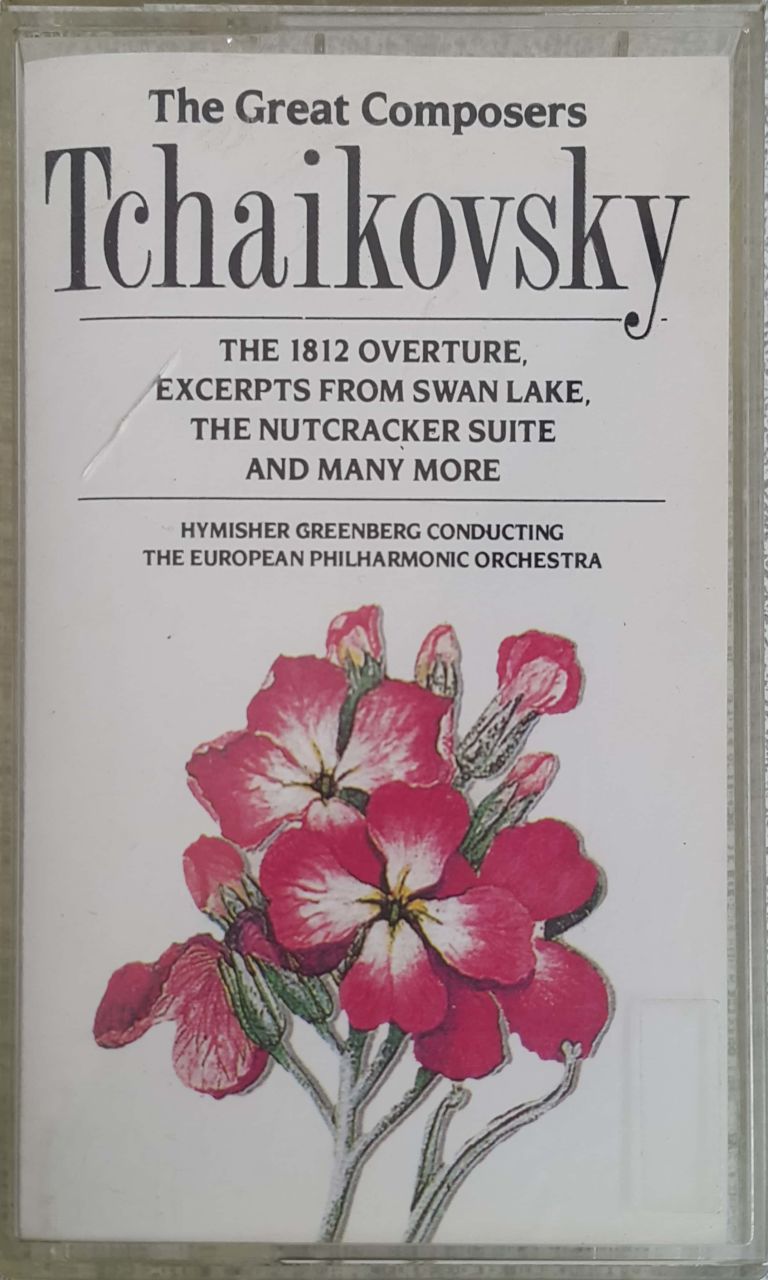 The Great Composers
Tchaikovsky
THE 1812 OVERTURE,
EXCERPTS FROM SWAN LAKE,
THE NUTCRACKER SUITE
AND MANY MORE
HYMISHER GREENBERG CONDUCTING
THE EUROPEAN PHILHARMONIC ORCHESTRA